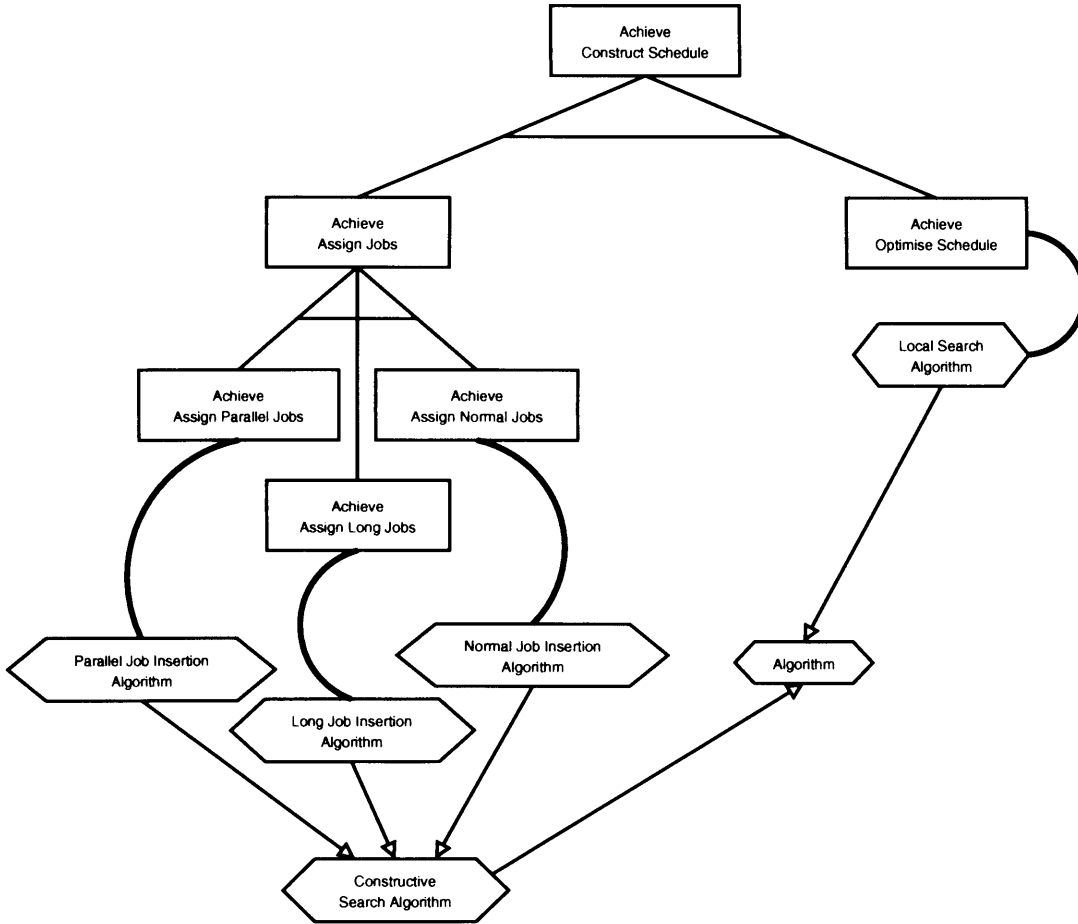 Achieve
Construct Schedule
Achieve
Assign Jobs
Achieve
Optimise Schedule
Local Search
Algorithm
Achieve
Assign Parallel Jobs
Achieve
Assign Normal Jobs
Achieve
Assign Long Jobs
Parallel Job Insertion
Algorithm
Normal Job Insertion
Algorithm
Algorithm
Long Job Insertion
Algorithm
Constructive
Search Algorithm